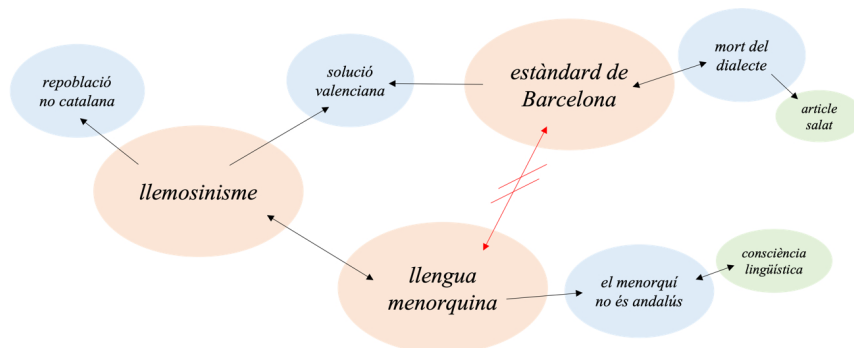 repoblació
no catalana
solució
valenciana
estàndard de
Barcelona
mort del
dialecte
article
salat
llemosinisme
llengua
menorquina
el menorquí
no és andalús
consciència
lingüística